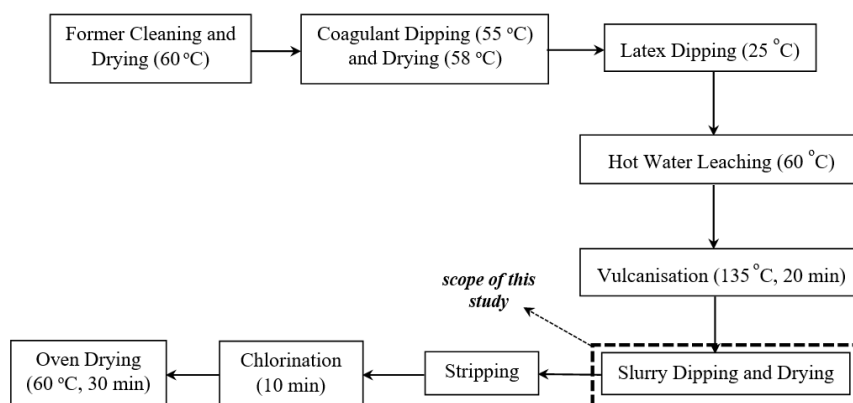 Former Cleaning and
Drying (60 °C)
Coagulant Dipping (55 °C)
and Drying (58 °C)
Latex Dipping (25 °C)
Hot Water Leaching (60 °C)
Vulcanisation (135 °C, 20 min)
scope of this
study
Slurry Dipping and Drying
Stripping
Chlorination
(10 min)
Oven Drying
(60 °C, 30 min)